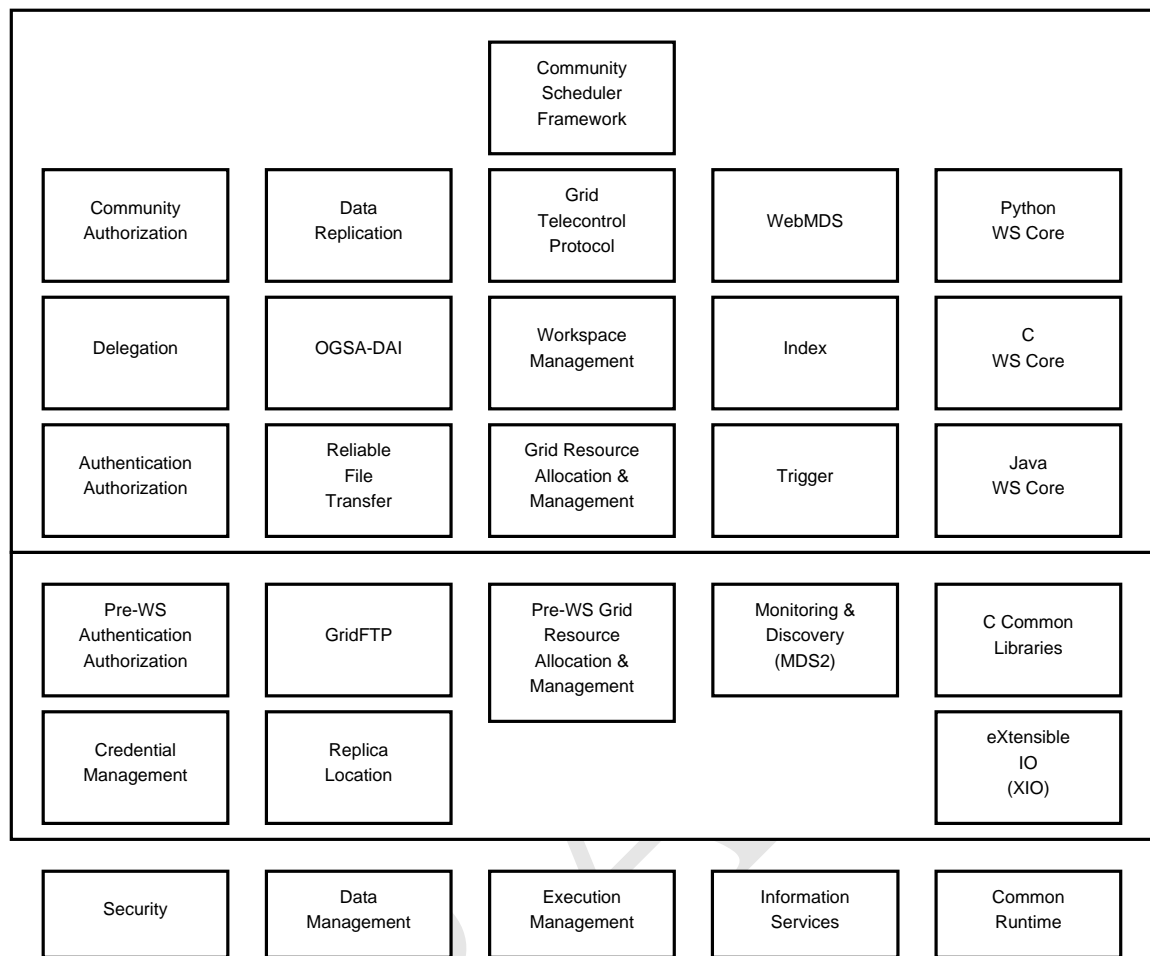 Community
Scheduler
Framework
Community
Authorization
Data
Replication
Grid
Telecontrol
Protocol
WebMDS
Python
WS Core
Delegation
OGSA-DAI
Workspace
Management
Index
C
WS Core
Authentication
Authorization
Reliable
File
Transfer
Grid Resource
Allocation &
Management
Trigger
Java
WS Core
Pre-WS
Authentication
Authorization
GridFTP
Pre-WS Grid
Resource
Allocation &
Management
Monitoring &
Discovery
(MDS2)
C Common
Libraries
Credential
Management
Replica
Location
eXtensible
IO
(XIO)
Security
Data
Management
Execution
Management
Information
Services
Common
Runtime